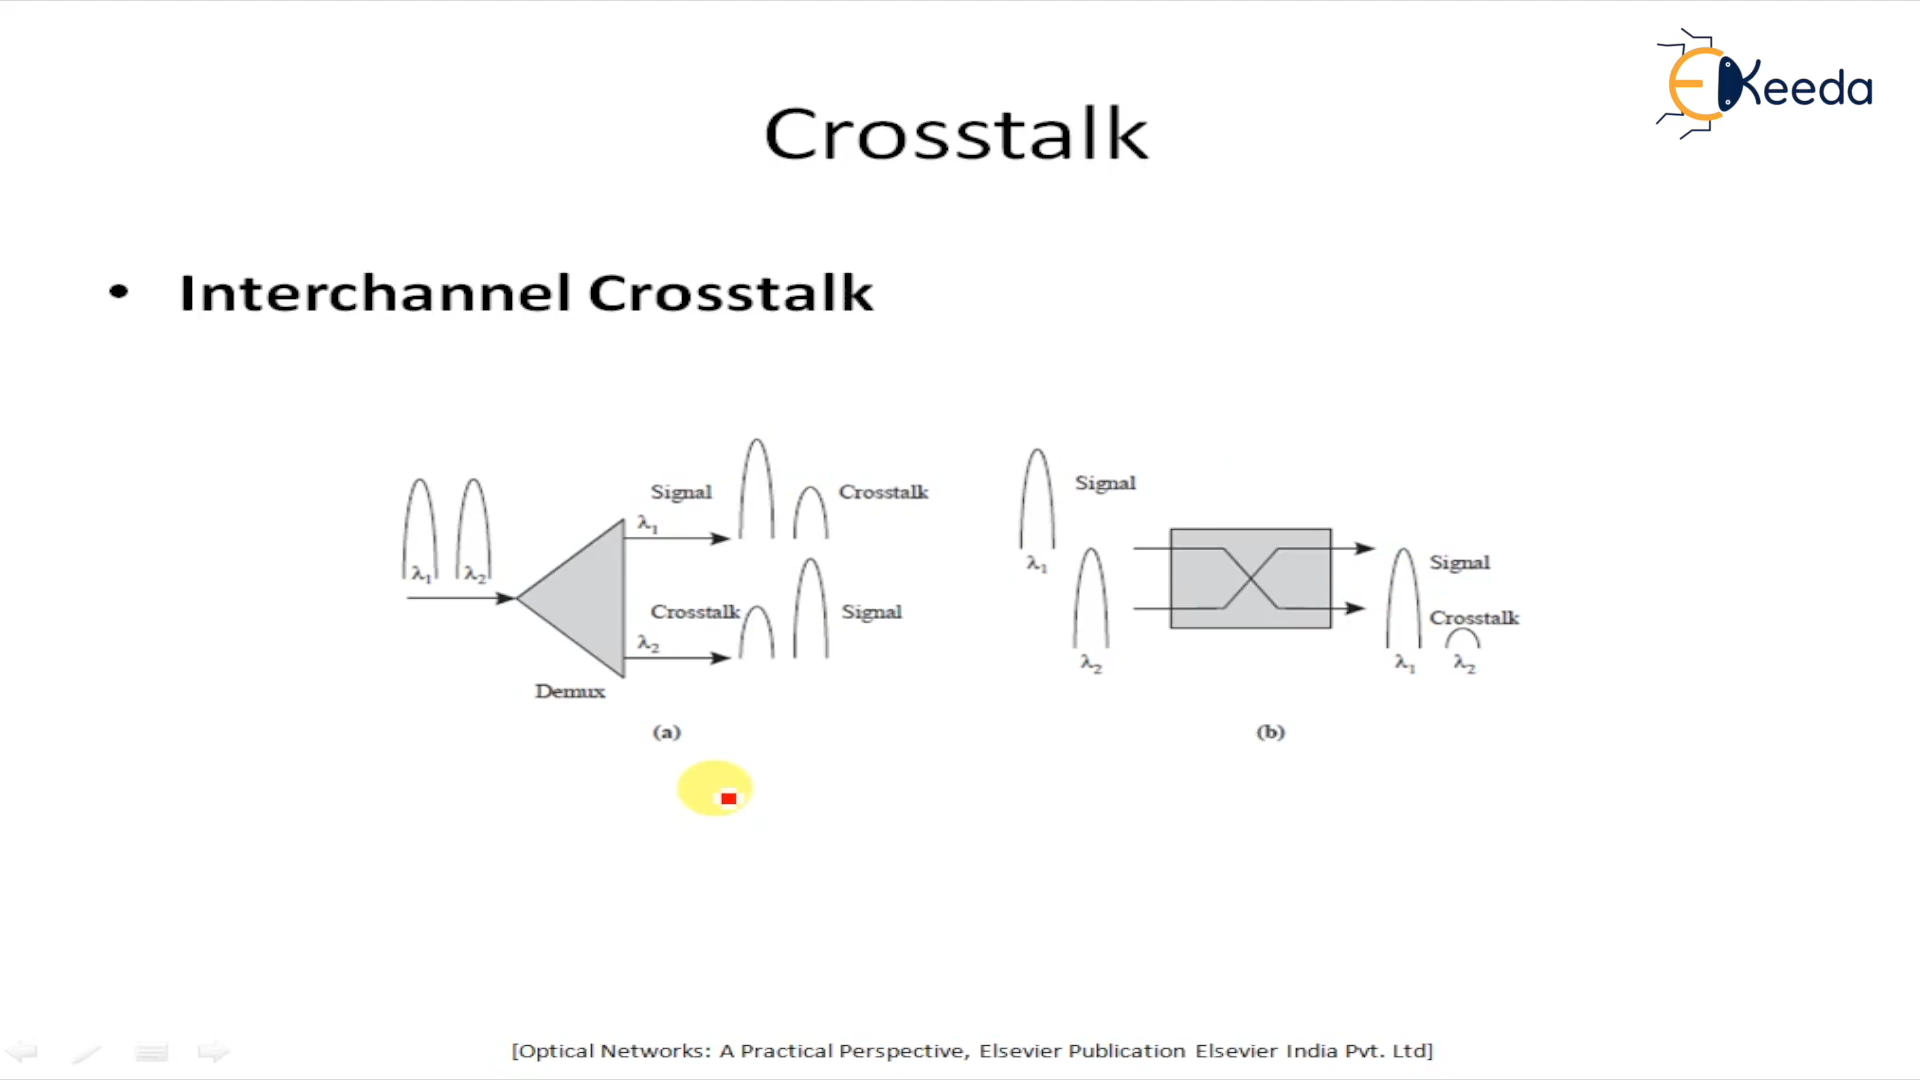 EKeeda
Crosstalk
• Interchannel Crosstalk
λ1 λ2
Signal
λ1
Crosstalk
Crosstalk
λ2
Signal
Demux
(a)
Signal
λ1
λ2
Signal
Crosstalk
λ1 λ2
(b)
[Optical Networks: A Practical Perspective, Elsevier Publication Elsevier India Pvt. Ltd]